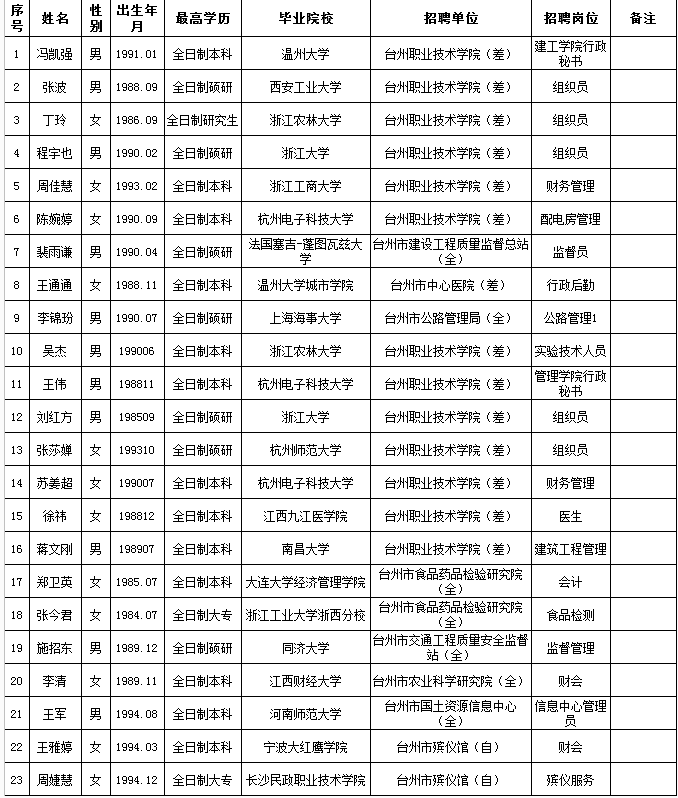 序号 姓名 性别 出生年月 最高学历 毕业院校 招聘单位 招聘岗位 备注
1 冯凯强 男 1991.01 全日制本科 温州大学 台州职业技术学院（差） 建工学院行政秘书
2 张波 男 1988.09 全日制硕研 西安工业大学 台州职业技术学院（差） 组织员
3 丁玲 女 1986.09 全日制研究生 浙江农林大学 台州职业技术学院（差） 组织员
4 程宇也 男 1990.02 全日制硕研 浙江大学 台州职业技术学院（差） 组织员
5 周佳慧 女 1993.02 全日制本科 浙江工商大学 台州职业技术学院（差） 财务管理
6 陈婉婷 女 1990.09 全日制本科 杭州电子科技大学 台州职业技术学院（差） 配电房管理
7 裴雨谦 男 1990.04 全日制硕研 法国塞吉-蓬图瓦兹大学 台州市建设工程质量监督总站（全） 监督员
8 王通通 女 1988.11 全日制本科 温州大学城市学院 台州市中心医院（差） 行政后勤
9 李锦玢 男 1990.07 全日制硕研 上海海事大学 台州市公路管理局（全） 公路管理1
10 吴杰 男 199006 全日制本科 浙江农林大学 台州职业技术学院（差） 实验技术人员
11 王伟 男 198811 全日制本科 杭州电子科技大学 台州职业技术学院（差） 管理学院行政秘书
12 刘红方 男 198509 全日制硕研 浙江大学 台州职业技术学院（差） 组织员
13 张莎婵 女 199310 全日制硕研 杭州师范大学 台州职业技术学院（差） 组织员
14 苏姜超 女 199007 全日制本科 杭州电子科技大学 台州职业技术学院（差） 财务管理
15 徐祎 女 198812 全日制本科 江西九江医学院 台州职业技术学院（差） 医生
16 蒋文刚 男 198907 全日制本科 南昌大学 台州职业技术学院（差） 建筑工程管理
17 郑卫英 女 1985.07 全日制本科 大连大学经济管理学院 台州市食品药品检验研究院（全） 会计
18 张今君 女 1984.07 全日制大专 浙江工业大学浙西分校 台州市食品药品检验研究院（全） 食品检测
19 施招东 男 1989.12 全日制硕研 同济大学 台州市交通工程质量安全监督站（全） 监督管理
20 李清 女 1989.11 全日制本科 江西财经大学 台州市农业科学研究院（全） 财会
21 王军 男 1994.08 全日制本科 河南师范大学 台州市国土资源信息中心（全） 信息中心管理员
22 王雅婷 女 1994.03 全日制本科 宁波大红鹰学院 台州市殡仪馆（自） 财会
23 周婕慧 女 1994.12 全日制大专 长沙民政职业技术学院 台州市殡仪馆（自） 殡仪服务